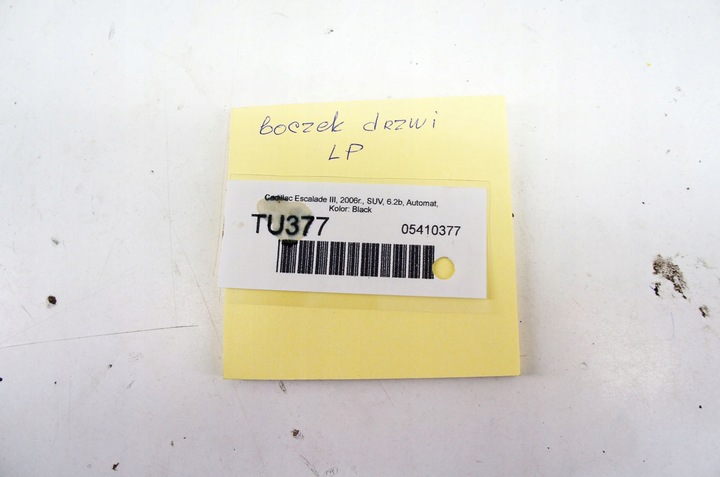 boczek drzwi
LP
Cadillac Escalade III, 2006r., SUV, 6.2b, Automat,
Kolor: Black
TU377
05410377